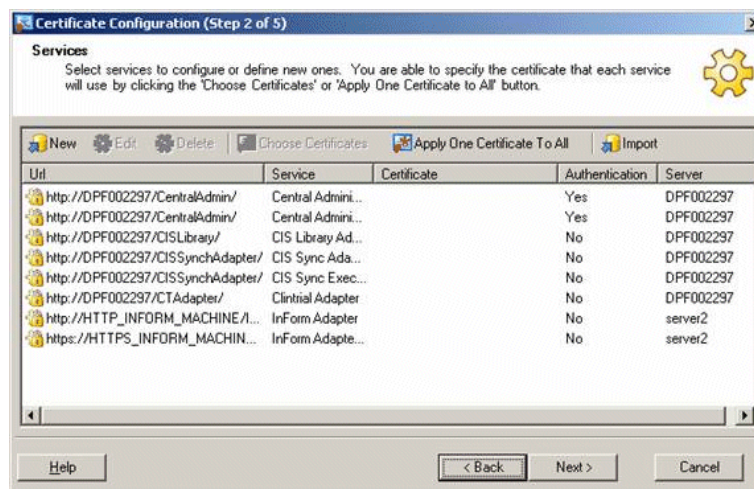 Certificate Configuration (Step 2 of 5)
Services
Select services to configure or define new ones. You are able to specify the certificate that each service
will use by clicking the 'Choose Certificates' or 'Apply One Certificate to All' button.
New Edit Delete Choose Certificates Apply One Certificate To All Import
Url Service Certificate Authentication Server
http://DPF002297/CentralAdmin/ Central Admini... Yes DPF002297
http://DPF002297/CentralAdmin/ Central Admini... Yes DPF002297
http://DPF002297/CISLibrary/ CIS Library Ad... No DPF002297
http://DPF002297/CISSynchAdapter/ CIS Sync Ada... No DPF002297
http://DPF002297/CISSynchAdapter/ CIS Sync Exec... No DPF002297
http://DPF002297/CTAdapter/ Clintrial Adapter No DPF002297
http://HTTP_INFORM_MACHINE/I... InForm Adapter No server2
https://HTTPS_INFORM_MACHIN... InForm Adapte... No server2
Help < Back Next > Cancel